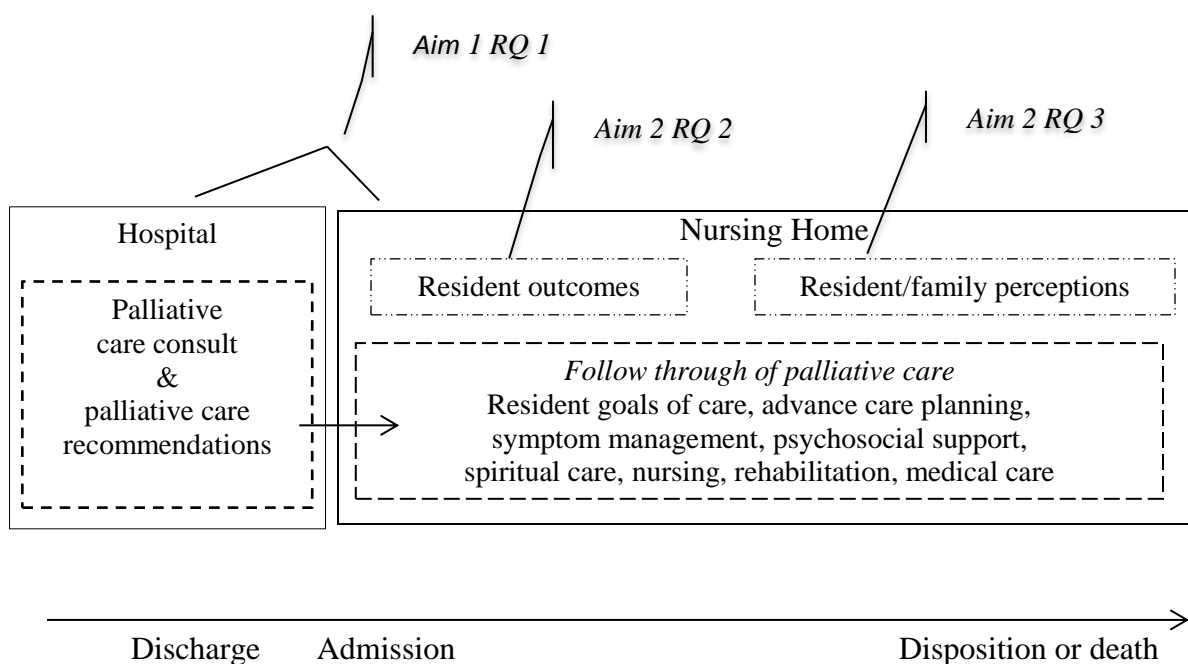 Aim 1 RQ 1
Aim 2 RQ 2
Aim 2 RQ 3
Hospital
Palliative
care consult
&
palliative care
recommendations
Nursing Home
Resident outcomes
Resident/family perceptions
Follow through of palliative care
Resident goals of care, advance care planning,
symptom management, psychosocial support,
spiritual care, nursing, rehabilitation, medical care
Discharge
Admission
Disposition or death